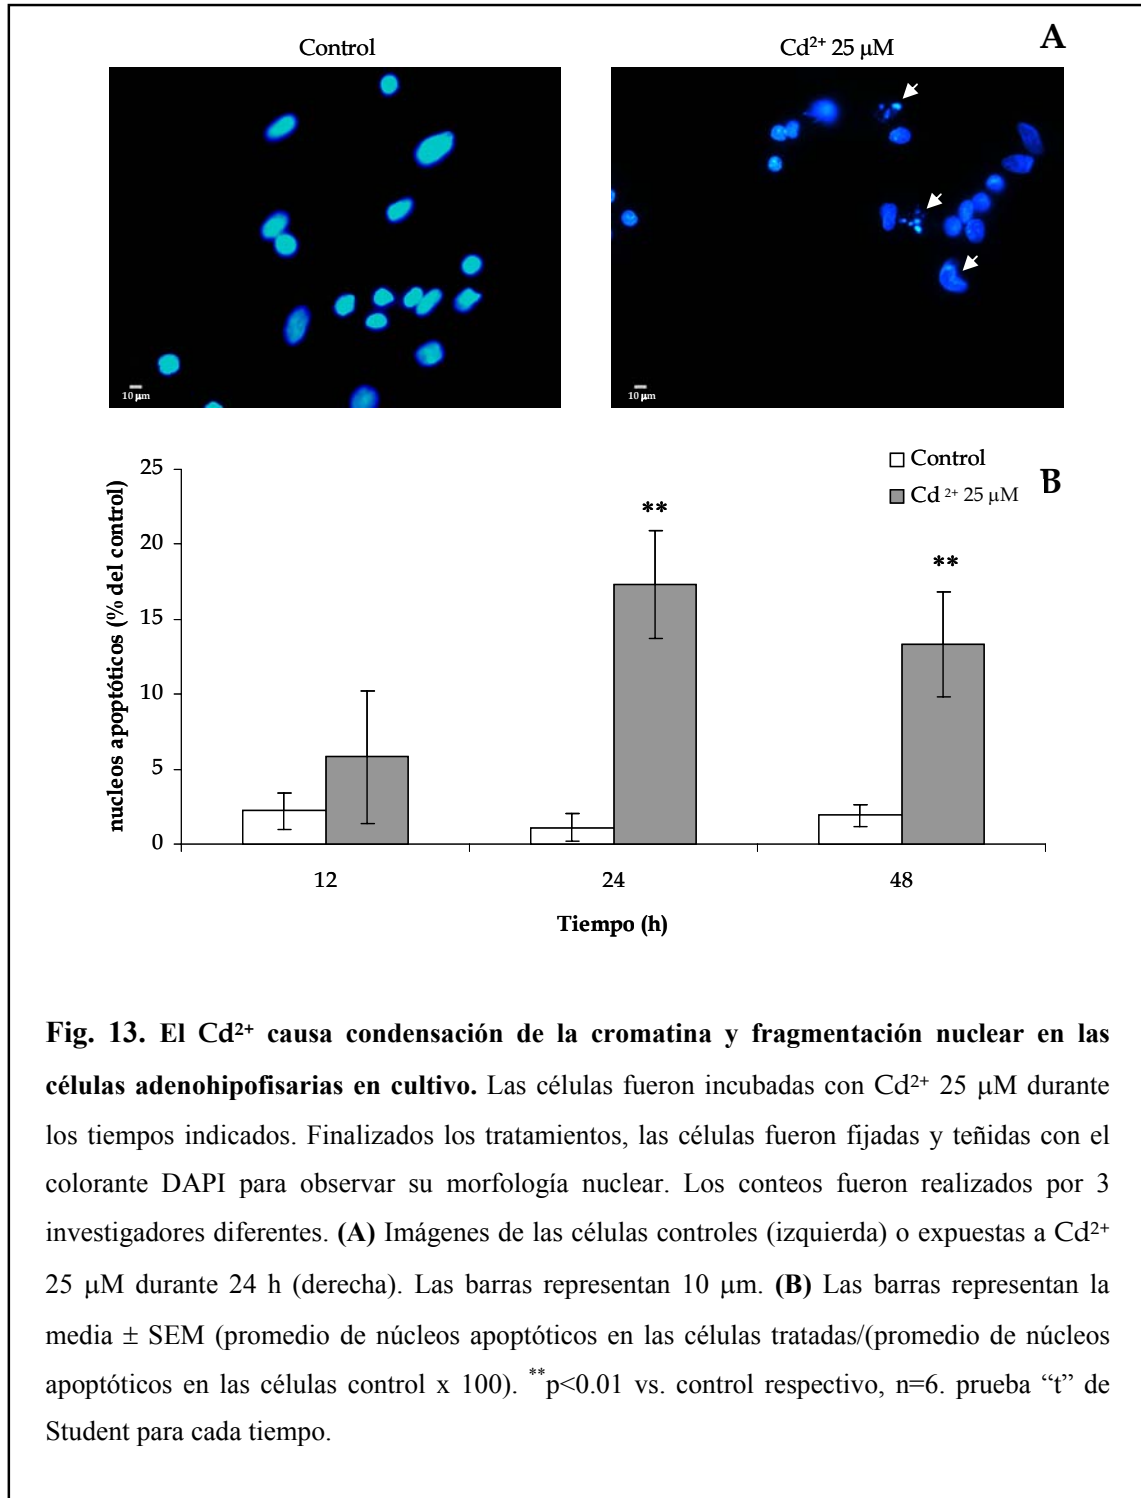 Control
Cd²⁺ 25 µM
A
10 µm
10 µm
Control
Cd ²⁺ 25 µM
B
**
**
nucleos apoptóticos (% del control)
25
20
15
10
5
0
12 24 48
Tiempo (h)
Fig. 13. El Cd²⁺ causa condensación de la cromatina y fragmentación nuclear en las
células adenohipofisarias en cultivo. Las células fueron incubadas con Cd²⁺ 25 µM durante
los tiempos indicados. Finalizados los tratamientos, las células fueron fijadas y teñidas con el
colorante DAPI para observar su morfología nuclear. Los conteos fueron realizados por 3
investigadores diferentes. (A) Imágenes de las células controles (izquierda) o expuestas a Cd²⁺
25 µM durante 24 h (derecha). Las barras representan 10 µm. (B) Las barras representan la
media ± SEM (promedio de núcleos apoptóticos en las células tratadas/(promedio de núcleos
apoptóticos en las células control x 100). **p<0.01 vs. control respectivo, n=6. prueba “t” de
Student para cada tiempo.